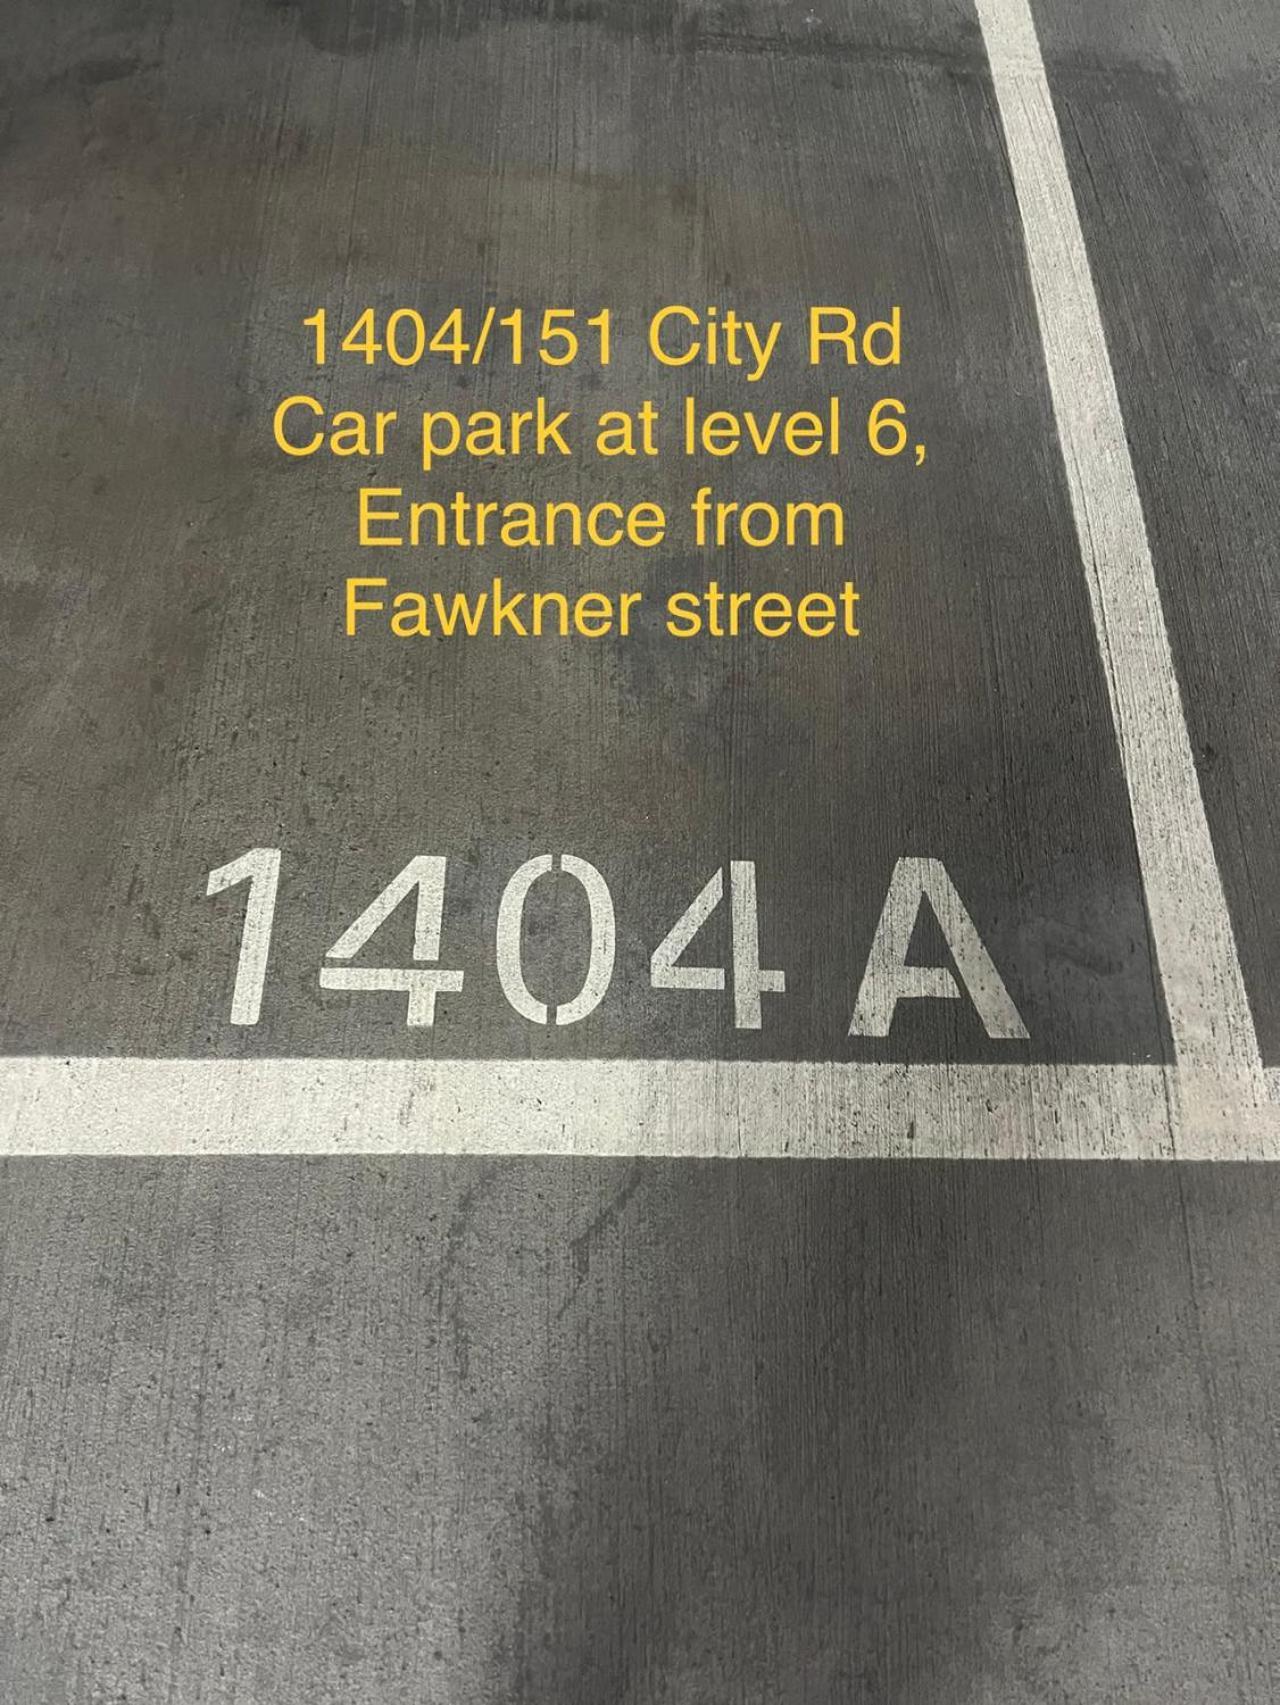 1404/151 City Rd
Car park at level 6,
Entrance from
Fawkner street
1404 A